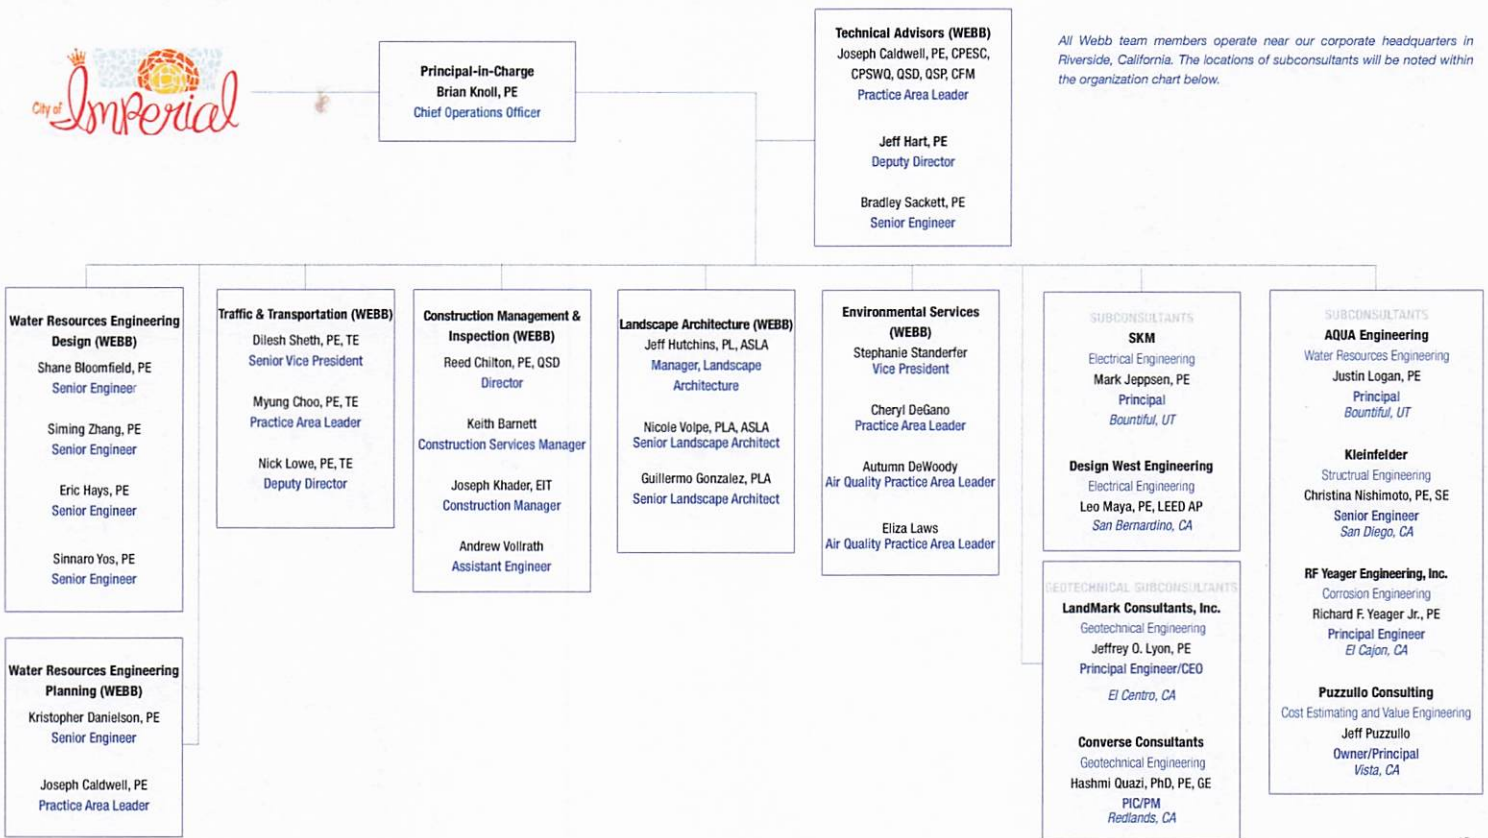 City of Imperial
Principal-in-Charge
Brian Knoll, PE
Chief Operations Officer
Technical Advisors (WEBB)
Joseph Caldwell, PE, CPESC,
CPSWQ, QSD, QSP, CFM
Practice Area Leader
Jeff Hart, PE
Deputy Director
Bradley Sackett, PE
Senior Engineer
All Webb team members operate near our corporate headquarters in
Riverside, California. The locations of subconsultants will be noted within
the organization chart below.
Water Resources Engineering
Design (WEBB)
Shane Bloomfield, PE
Senior Engineer
Siming Zhang, PE
Senior Engineer
Eric Hays, PE
Senior Engineer
Sinnaro Yos, PE
Senior Engineer
Water Resources Engineering
Planning (WEBB)
Kristopher Danielson, PE
Senior Engineer
Joseph Caldwell, PE
Practice Area Leader
Traffic & Transportation (WEBB)
Dilesh Sheth, PE, TE
Senior Vice President
Myung Choo, PE, TE
Practice Area Leader
Nick Lowe, PE, TE
Deputy Director
Construction Management &
Inspection (WEBB)
Reed Chilton, PE, QSD
Director
Keith Barnett
Construction Services Manager
Joseph Khader, EIT
Construction Manager
Andrew Vollrath
Assistant Engineer
Landscape Architecture (WEBB)
Jeff Hutchins, PL, ASLA
Manager, Landscape
Architecture
Nicole Volpe, PLA, ASLA
Senior Landscape Architect
Guillermo Gonzalez, PLA
Senior Landscape Architect
Environmental Services
(WEBB)
Stephanie Standerfer
Vice President
Cheryl DeGano
Practice Area Leader
Autumn DeWoody
Air Quality Practice Area Leader
Eliza Laws
Air Quality Practice Area Leader
SUBCONSULTANTS
SKM
Electrical Engineering
Mark Jeppsen, PE
Principal
Bountiful, UT
Design West Engineering
Electrical Engineering
Leo Maya, PE, LEED AP
San Bernardino, CA
GEOTECHNICAL SUBCONSULTANTS
LandMark Consultants, Inc.
Geotechnical Engineering
Jeffrey O. Lyon, PE
Principal Engineer/CEO
El Centro, CA
Converse Consultants
Geotechnical Engineering
Hashmi Quazi, PhD, PE, GE
PIC/PM
Redlands, CA
SUBCONSULTANTS
AQUA Engineering
Water Resources Engineering
Justin Logan, PE
Principal
Bountiful, UT
Kleinfelder
Structrual Engineering
Christina Nishimoto, PE, SE
Senior Engineer
San Diego, CA
RF Yeager Engineering, Inc.
Corrosion Engineering
Richard F. Yeager Jr., PE
Principal Engineer
El Cajon, CA
Puzzullo Consulting
Cost Estimating and Value Engineering
Jeff Puzzullo
Owner/Principal
Vista, CA